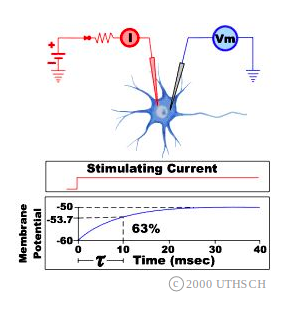 +
I
Vm
Stimulating Current
Membrane
Potential
-50
-53.7
-60
63%
0 10 20 30 40
τ Time (msec)
© 2000 UTHSCH